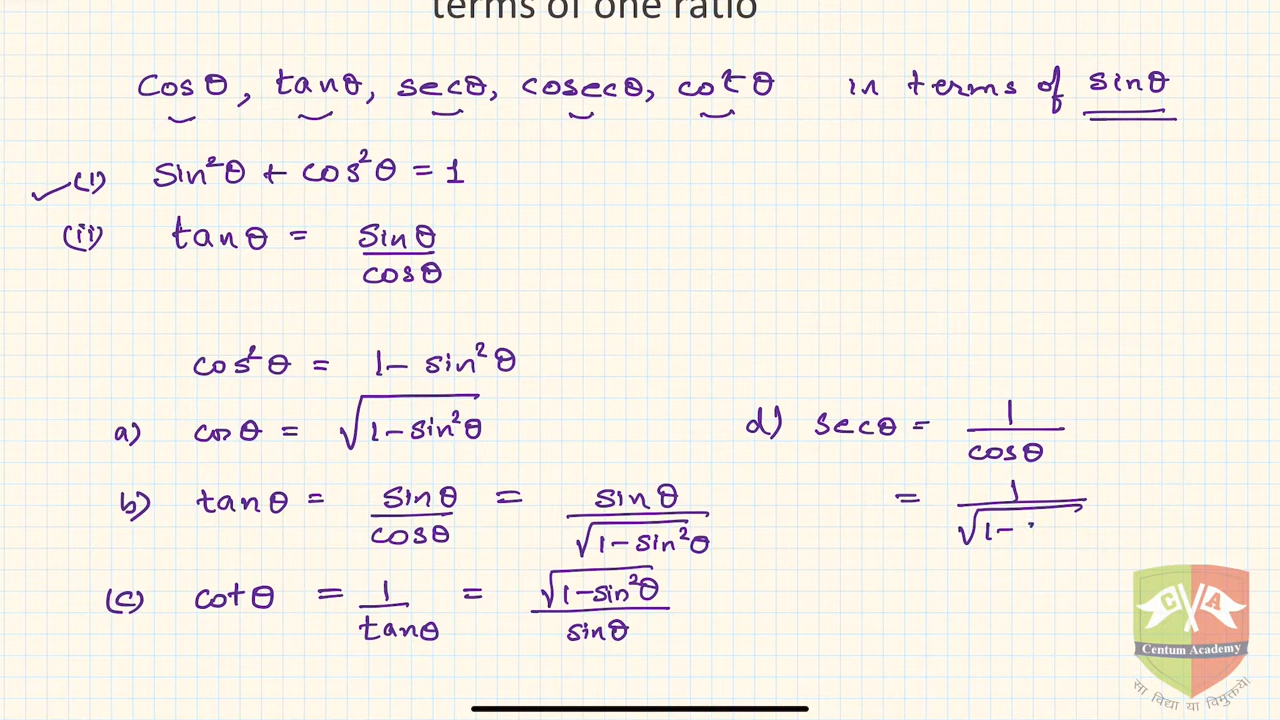 terms of one ratio
cosθ, tanθ, secθ, cosecθ, cotθ in terms of sinθ
(i) sin²θ + cos²θ = 1
(ii) tanθ = sinθ/cosθ
cos²θ = 1 - sin²θ
a) cosθ = √(1 - sin²θ)
b) tanθ = sinθ/cosθ = sinθ/√(1 - sin²θ)
(c) cotθ = 1/tanθ = √(1 - sin²θ)/sinθ
d) secθ = 1/cosθ
= 1/√(1 -
CA
Centum Academy
सा विद्या या विमुक्तये।